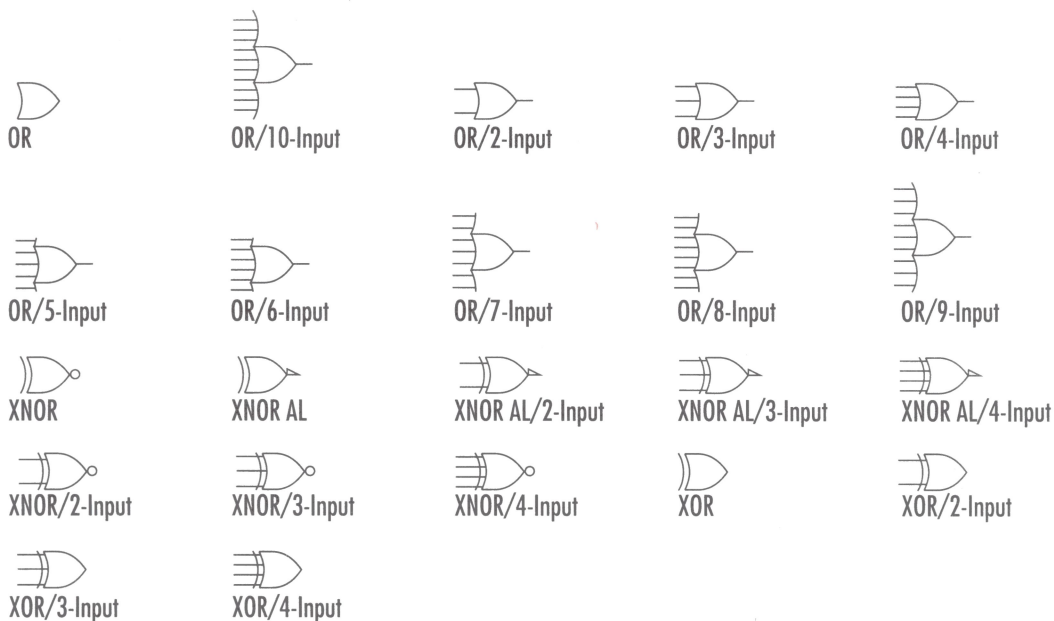 OR
OR/10-Input
OR/2-Input
OR/3-Input
OR/4-Input
OR/5-Input
OR/6-Input
OR/7-Input
OR/8-Input
OR/9-Input
XNOR
XNOR AL
XNOR AL/2-Input
XNOR AL/3-Input
XNOR AL/4-Input
XNOR/2-Input
XNOR/3-Input
XNOR/4-Input
XOR
XOR/2-Input
XOR/3-Input
XOR/4-Input